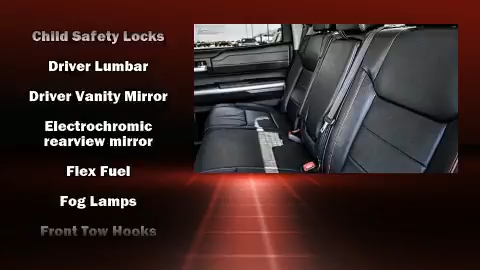 Child Safety Locks
Driver Lumbar
Driver Vanity Mirror
Electrochromic
rearview mirror
Flex Fuel
Fog Lamps
Front Tow Hooks